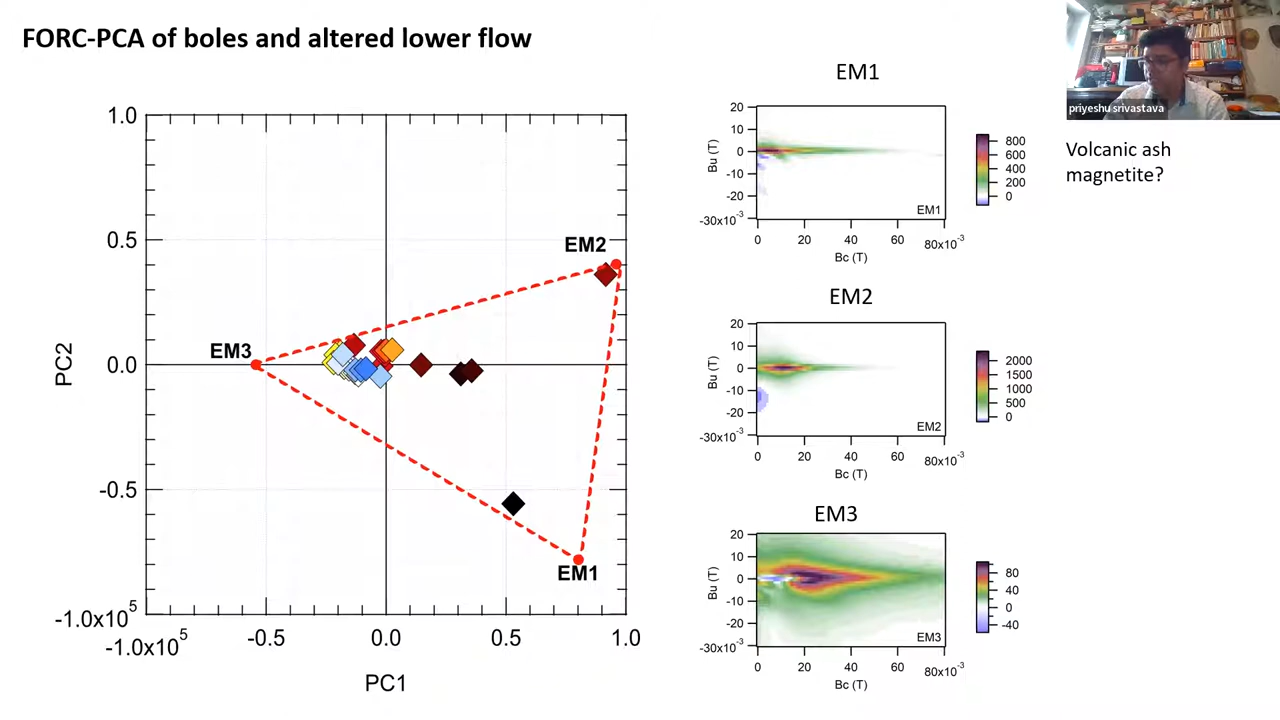 FORC-PCA of boles and altered lower flow
priyeshu srivastava
1.0
0.5
0.0
-0.5
-1.0x10⁵
-1.0x10⁵
-0.5
0.0
0.5
1.0
PC2
PC1
EM2
EM3
EM1
EM1
20
10
0
-10
-20
-30x10⁻³
Bu (T)
0
20
40
60
80x10⁻³
Bc (T)
EM1
800
600
400
200
0
Volcanic ash
magnetite?
EM2
20
10
0
-10
-20
-30x10⁻³
Bu (T)
0
20
40
60
80x10⁻³
Bc (T)
EM2
2000
1500
1000
500
0
EM3
20
10
0
-10
-20
-30x10⁻³
Bu (T)
0
20
40
60
80x10⁻³
Bc (T)
EM3
80
40
0
-40